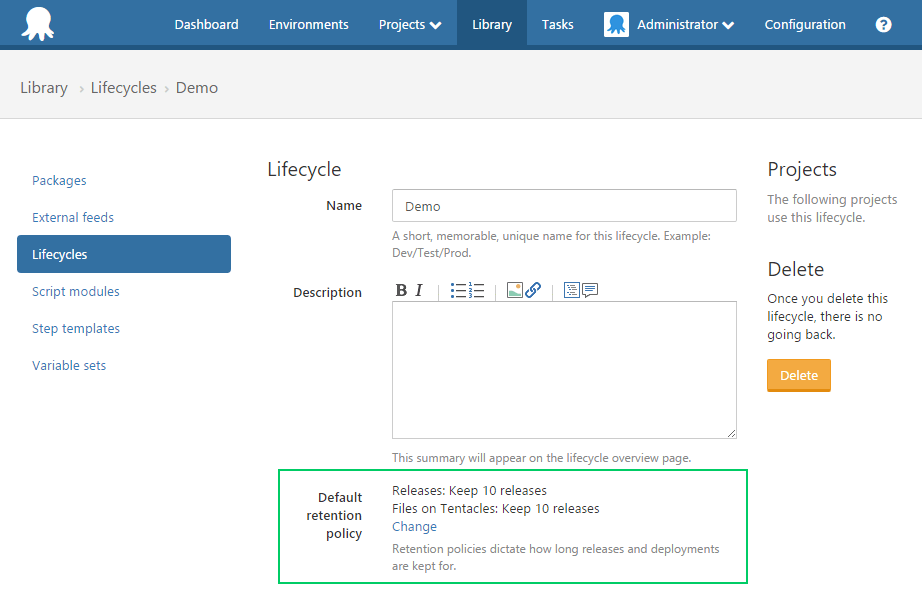 Dashboard Environments Projects Library Tasks Administrator Configuration ?
Library › Lifecycles › Demo
Packages
External feeds
Lifecycles
Script modules
Step templates
Variable sets
Lifecycle
Name
Demo
A short, memorable, unique name for this lifecycle. Example:
Dev/Test/Prod.
Description
B I
This summary will appear on the lifecycle overview page.
Default
retention
policy
Releases: Keep 10 releases
Files on Tentacles: Keep 10 releases
Change
Retention policies dictate how long releases and deployments
are kept for.
Projects
The following projects
use this lifecycle.
Delete
Once you delete this
lifecycle, there is no
going back.
Delete